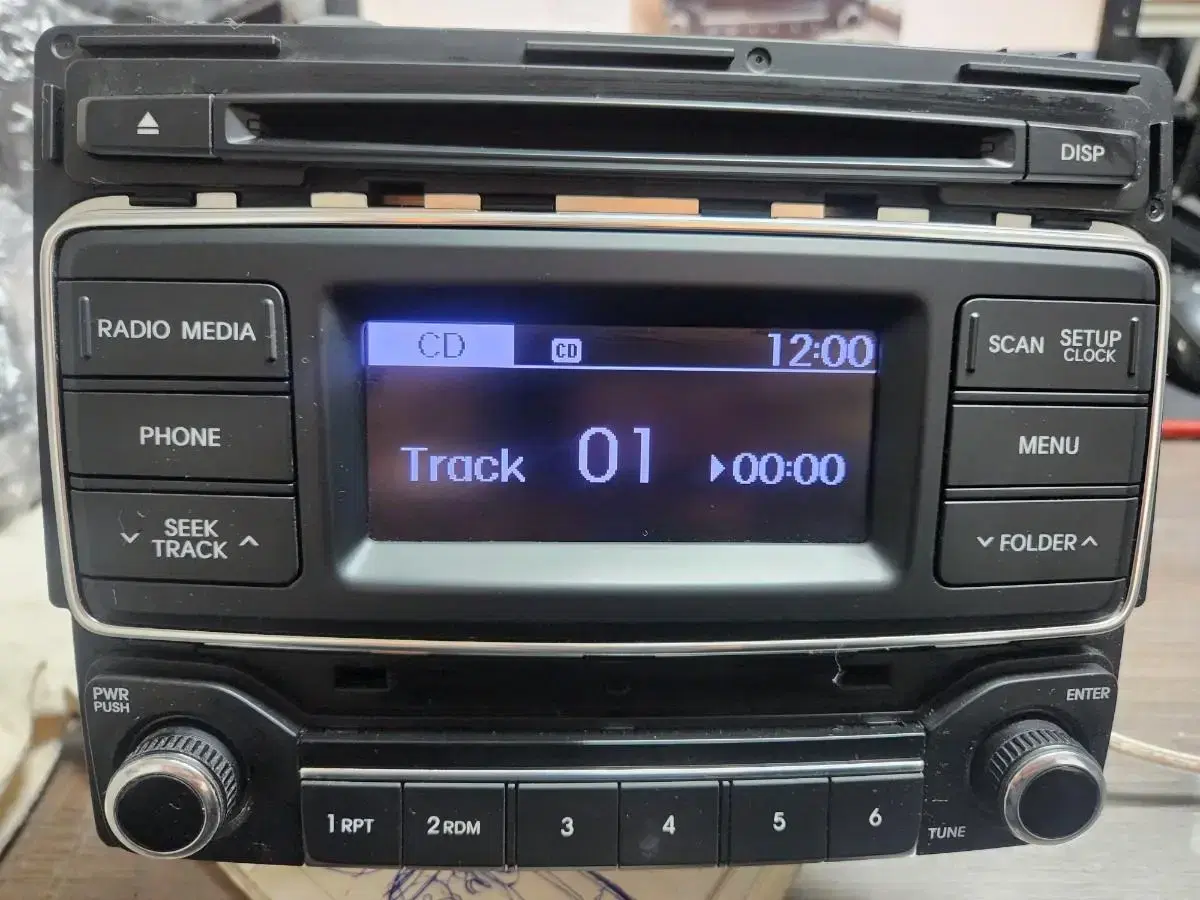 DISP
RADIO MEDIA
PHONE
SEEK
TRACK
CD
CD
12:00
Track 01 00:00
SCAN SETUP
CLOCK
MENU
FOLDER
PWR
PUSH
ENTER
TUNE
1 RPT
2 RDM
3
4
5
6